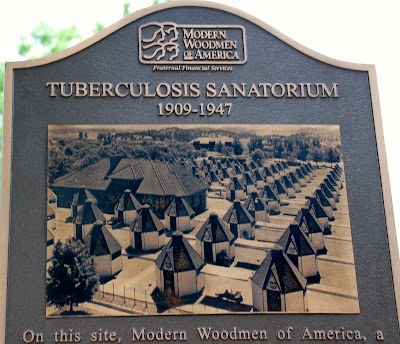 MODERN
WOODMEN
OF AMERICA
Fraternal Financial Services
TUBERCULOSIS SANATORIUM
1909-1947
On this site, Modern Woodmen of America, a